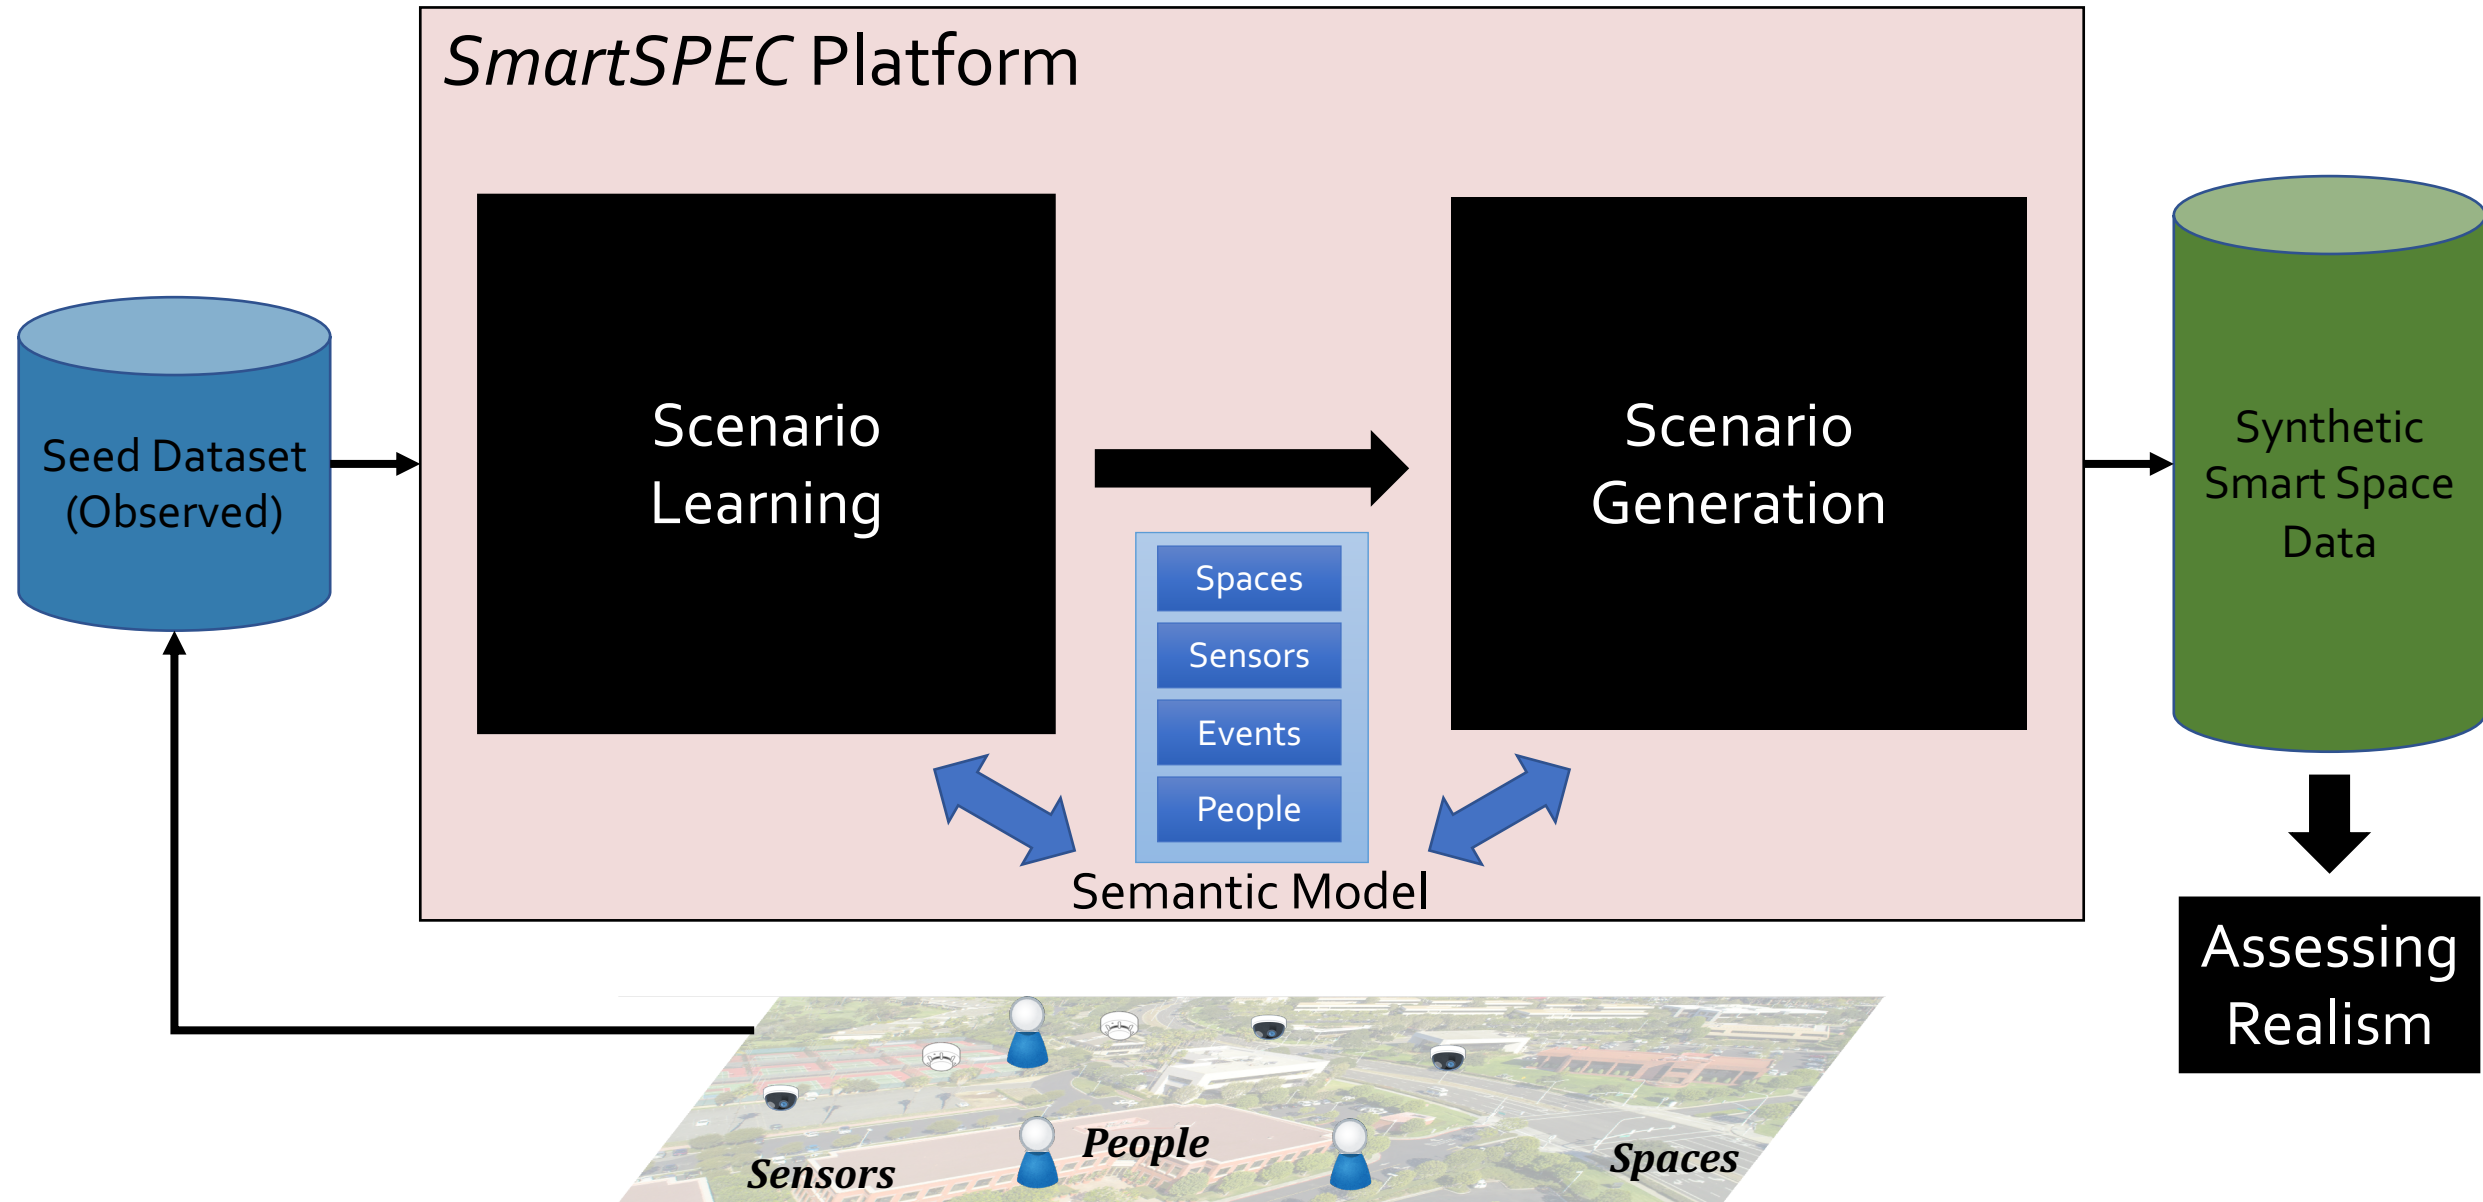 SmartSPEC Platform
Seed Dataset
(Observed)
Scenario
Learning
Scenario
Generation
Spaces
Sensors
Events
People
Semantic Model
Synthetic
Smart Space
Data
Assessing
Realism
People
Sensors
Spaces